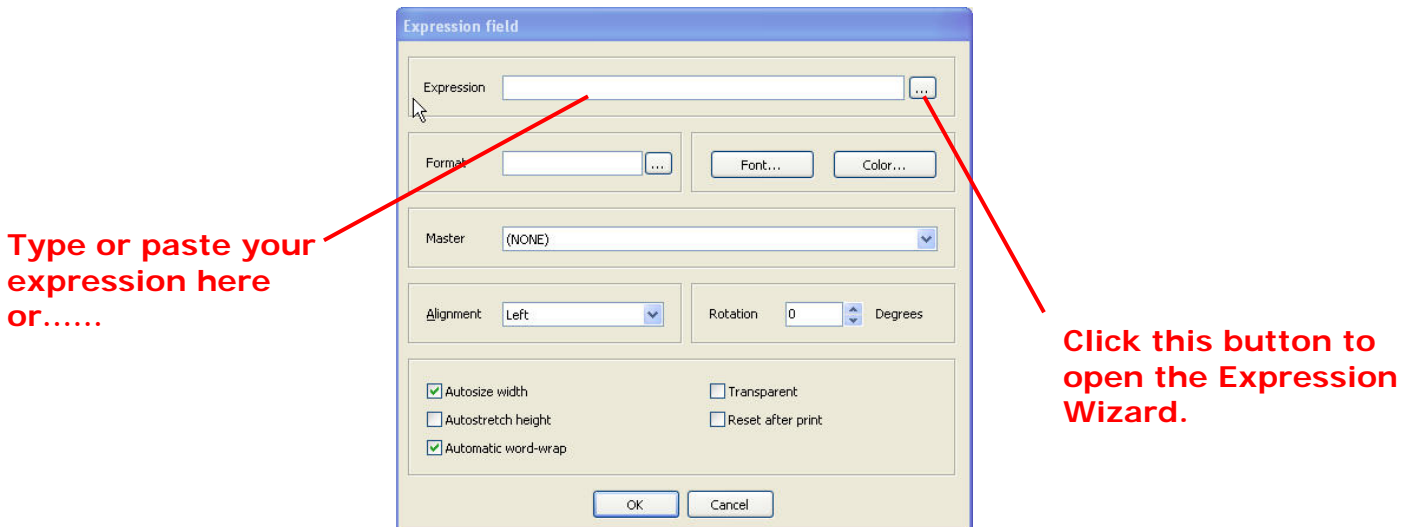 Expression field
Expression
...
Format
...
Font...
Color...
Type or paste your
expression here
or......
Master
(NONE)
Alignment
Left
Rotation
0
Degrees
Click this button to
open the Expression
Wizard.
Autosize width
Transparent
Autostretch height
Reset after print
Automatic word-wrap
OK
Cancel